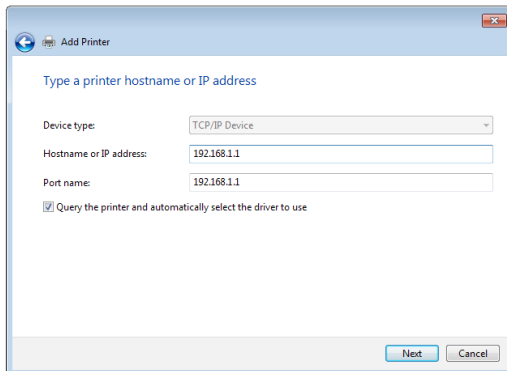 Add Printer
Type a printer hostname or IP address
Device type: TCP/IP Device
Hostname or IP address: 192.168.1.1
Port name: 192.168.1.1
Query the printer and automatically select the driver to use
Next Cancel